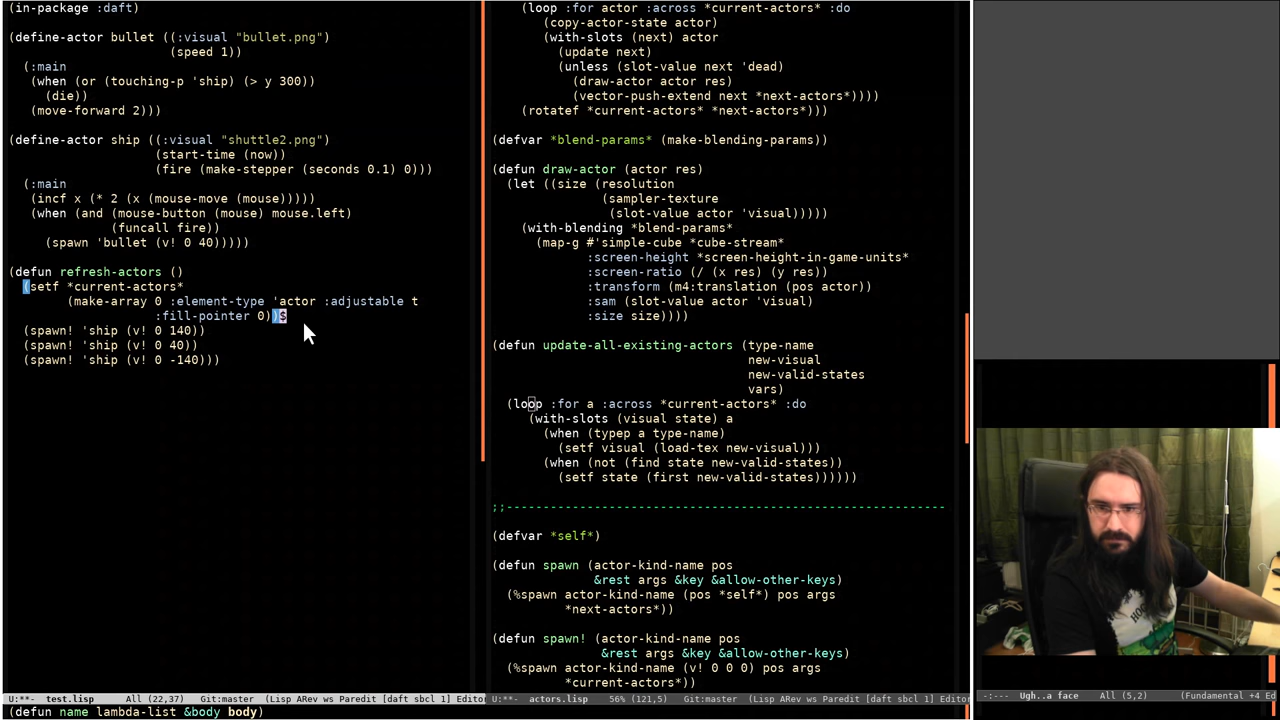 (in-package :daft)
(define-actor bullet ((:visual "bullet.png")
(speed 1))
(:main
(when (or (touching-p 'ship) (> y 300))
(die))
(move-forward 2)))
(define-actor ship ((:visual "shuttle2.png")
(start-time (now))
(fire (make-stepper (seconds 0.1) 0)))
(:main
(incf x (* 2 (x (mouse-move (mouse)))))
(when (and (mouse-button (mouse) mouse.left)
(funcall fire))
(spawn 'bullet (v! 0 40)))))
(defun refresh-actors ()
(setf *current-actors*
(make-array 0 :element-type 'actor :adjustable t
:fill-pointer 0))$
(spawn! 'ship (v! 0 140))
(spawn! 'ship (v! 0 40))
(spawn! 'ship (v! 0 -140)))
U:**- test.lisp All (22,37) Git:master (Lisp ARev ws Paredit [daft sbcl 1] Editor
(defun name lambda-list &body body)
(loop :for actor :across *current-actors* :do
(copy-actor-state actor)
(with-slots (next) actor
(update next)
(unless (slot-value next 'dead)
(draw-actor actor res)
(vector-push-extend next *next-actors*))))
(rotatef *current-actors* *next-actors*)))
(defvar *blend-params* (make-blending-params))
(defun draw-actor (actor res)
(let ((size (resolution
(sampler-texture
(slot-value actor 'visual)))))
(with-blending *blend-params*
(map-g #'simple-cube *cube-stream*
:screen-height *screen-height-in-game-units*
:screen-ratio (/ (x res) (y res))
:transform (m4:translation (pos actor))
:sam (slot-value actor 'visual)
:size size))))
(defun update-all-existing-actors (type-name
new-visual
new-valid-states
vars)
(loop :for a :across *current-actors* :do
(with-slots (visual state) a
(when (typep a type-name)
(setf visual (load-tex new-visual)))
(when (not (find state new-valid-states))
(setf state (first new-valid-states))))))
;;------------------------------------------------------------
(defvar *self*)
(defun spawn (actor-kind-name pos
&rest args &key &allow-other-keys)
(%spawn actor-kind-name (pos *self*) pos args
*next-actors*))
(defun spawn! (actor-kind-name pos
&rest args &key &allow-other-keys)
(%spawn actor-kind-name (v! 0 0 0) pos args
*current-actors*))
U:**- actors.lisp 56% (121,5) Git:master (Lisp ARev ws Paredit [daft sbcl 1] Editor
-:--- Ugh..a face All (5,2) (Fundamental +4 Ed